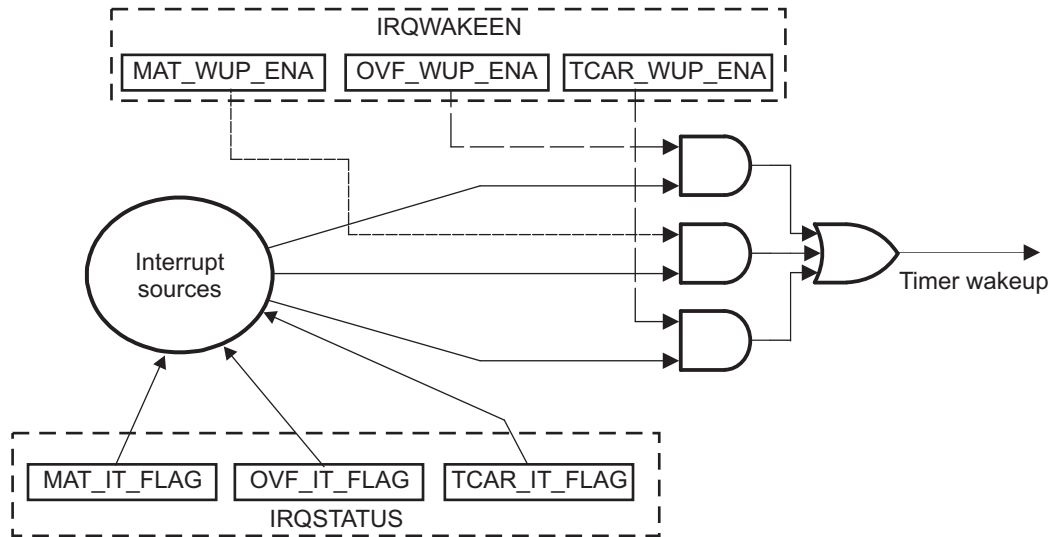 IRQWAKEEN
MAT_WUP_ENA
OVF_WUP_ENA
TCAR_WUP_ENA
Interrupt
sources
Timer wakeup
MAT_IT_FLAG
OVF_IT_FLAG
TCAR_IT_FLAG
IRQSTATUS